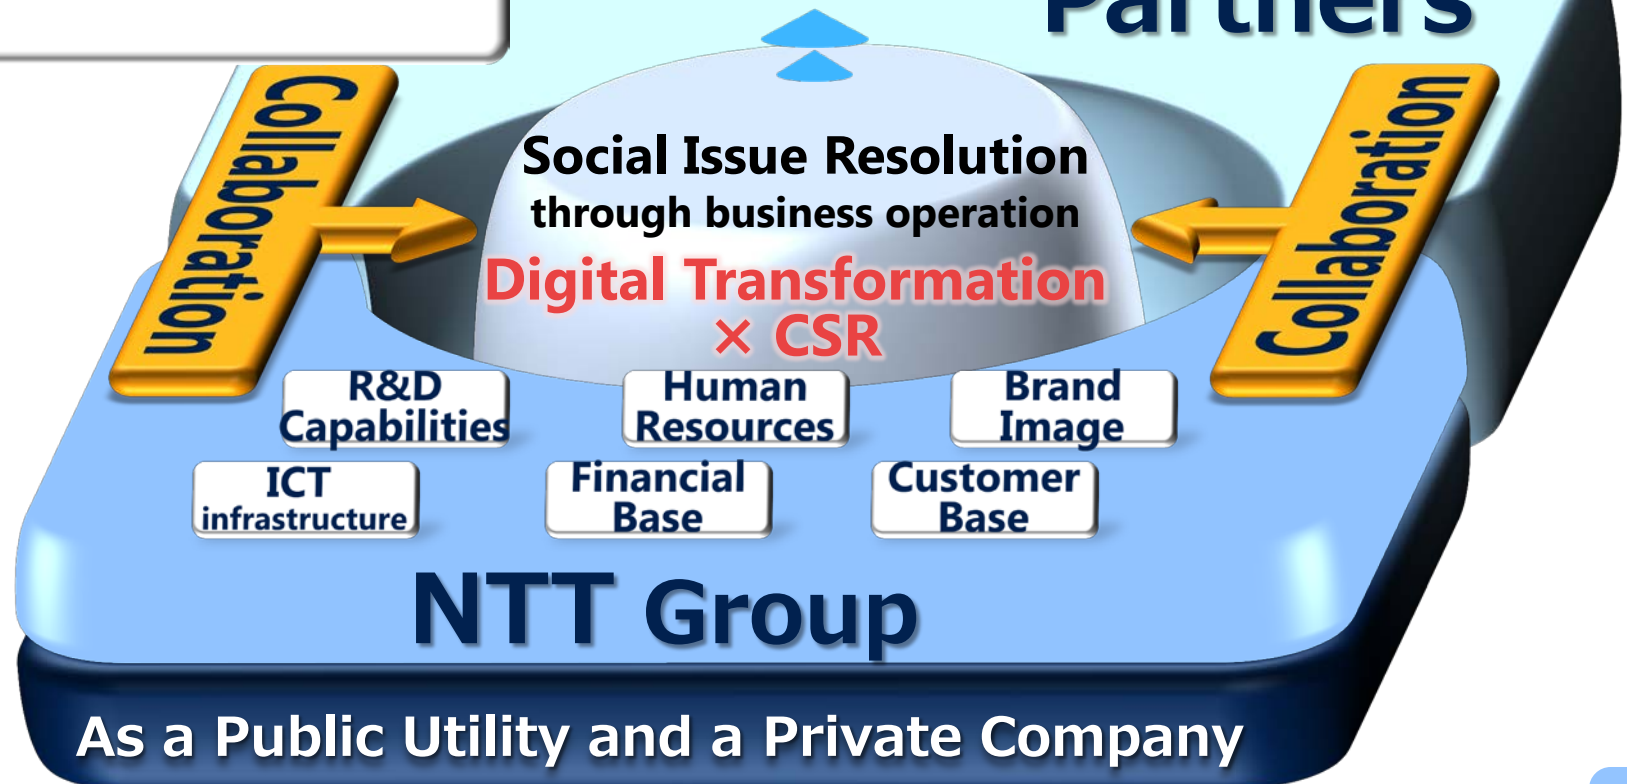 Partners
Collaboration
Collaboration
Social Issue Resolution
through business operation
Digital Transformation
× CSR
R&D
Capabilities
Human
Resources
Brand
Image
ICT
infrastructure
Financial
Base
Customer
Base
NTT Group
As a Public Utility and a Private Company